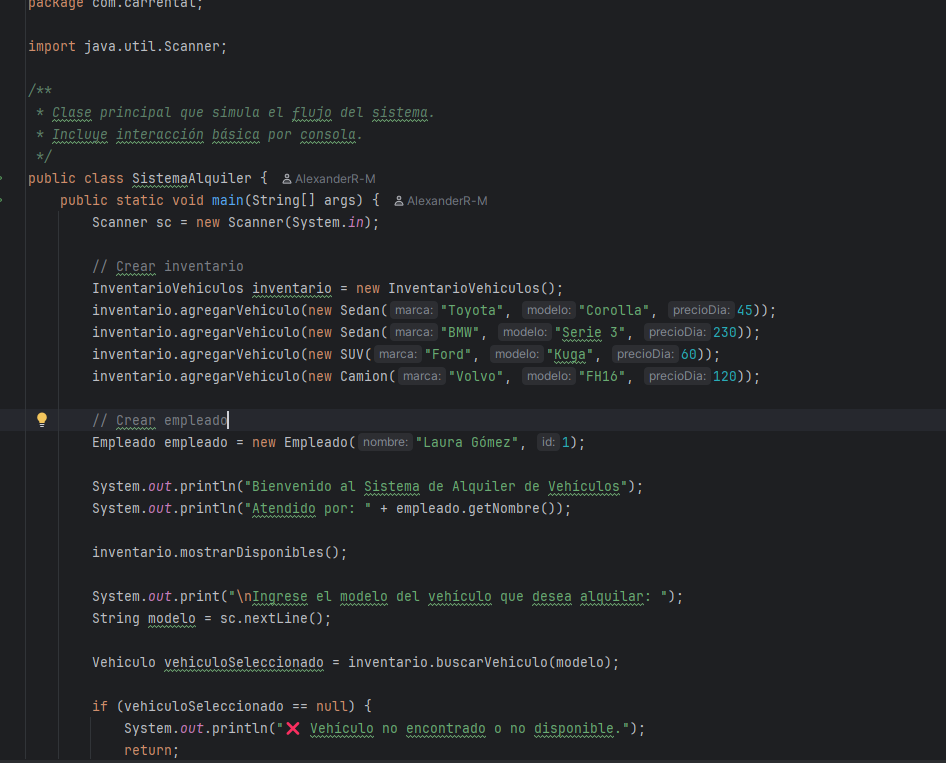 package com.carrental;
import java.util.Scanner;
/**
 * Clase principal que simula el flujo del sistema.
 * Incluye interacción básica por consola.
 */
public class SistemaAlquiler { AlexanderR-M
public static void main(String[] args) { AlexanderR-M
Scanner sc = new Scanner(System.in);
// Crear inventario
InventarioVehiculos inventario = new InventarioVehiculos();
inventario.agregarVehiculo(new Sedan( marca: "Toyota", modelo: "Corolla", precioDia: 45));
inventario.agregarVehiculo(new Sedan( marca: "BMW", modelo: "Serie 3", precioDia: 230));
inventario.agregarVehiculo(new SUV( marca: "Ford", modelo: "Kuga", precioDia: 60));
inventario.agregarVehiculo(new Camion( marca: "Volvo", modelo: "FH16", precioDia: 120));
// Crear empleado
Empleado empleado = new Empleado( nombre: "Laura Gómez", id: 1);
System.out.println("Bienvenido al Sistema de Alquiler de Vehículos");
System.out.println("Atendido por: " + empleado.getNombre());
inventario.mostrarDisponibles();
System.out.print("\nIngrese el modelo del vehículo que desea alquilar: ");
String modelo = sc.nextLine();
Vehiculo vehiculoSeleccionado = inventario.buscarVehiculo(modelo);
if (vehiculoSeleccionado == null) {
System.out.println("❌ Vehículo no encontrado o no disponible.");
return;